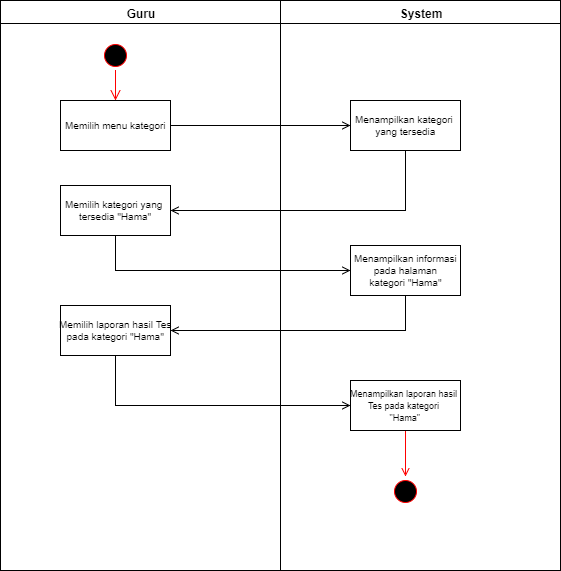 Guru
System
Memilih menu kategori
Menampilkan kategori
yang tersedia
Memilih kategori yang
tersedia "Hama"
Menampilkan informasi
pada halaman
kategori "Hama"
Memilih laporan hasil Tes
pada kategori "Hama"
Menampilkan laporan hasil
Tes pada kategori
"Hama"